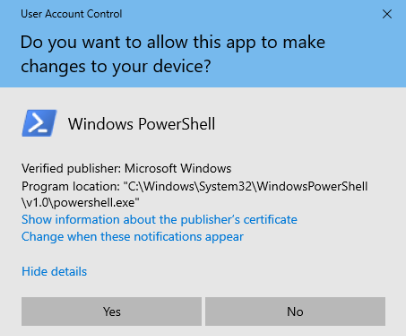 User Account Control
Do you want to allow this app to make
changes to your device?
Windows PowerShell
Verified publisher: Microsoft Windows
Program location: "C:\Windows\System32\WindowsPowerShell
\v1.0\powershell.exe"
Show information about the publisher's certificate
Change when these notifications appear
Hide details
Yes No